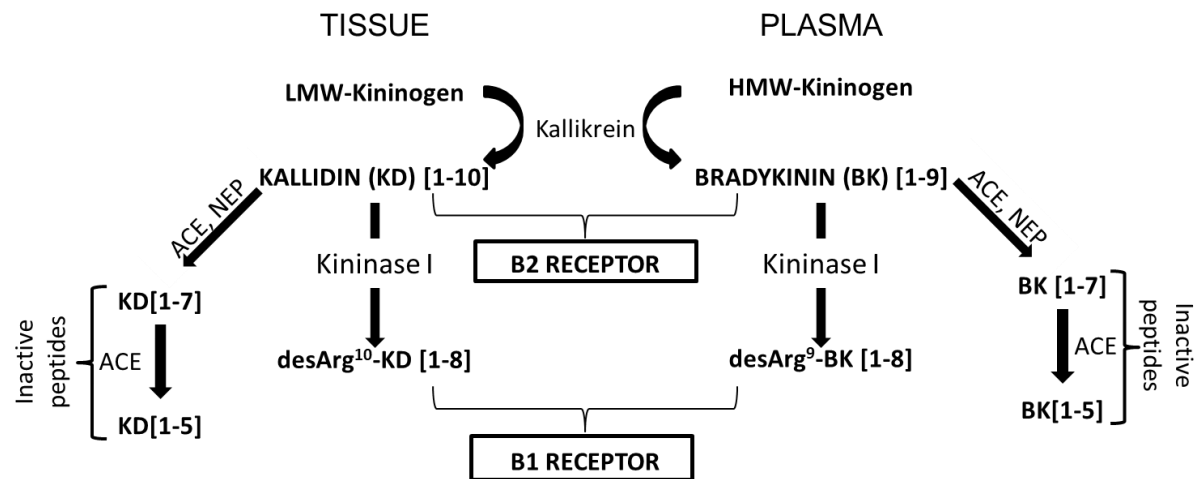 TISSUE
PLASMA
LMW-Kininogen
HMW-Kininogen
Kallikrein
KALLIDIN (KD) [1-10]
BRADYKININ (BK) [1-9]
ACE, NEP
ACE, NEP
B2 RECEPTOR
Kininase I
Kininase I
KD[1-7]
BK [1-7]
Inactive
peptides
ACE
ACE
Inactive
peptides
desArg¹⁰-KD [1-8]
desArg⁹-BK [1-8]
KD[1-5]
BK[1-5]
B1 RECEPTOR